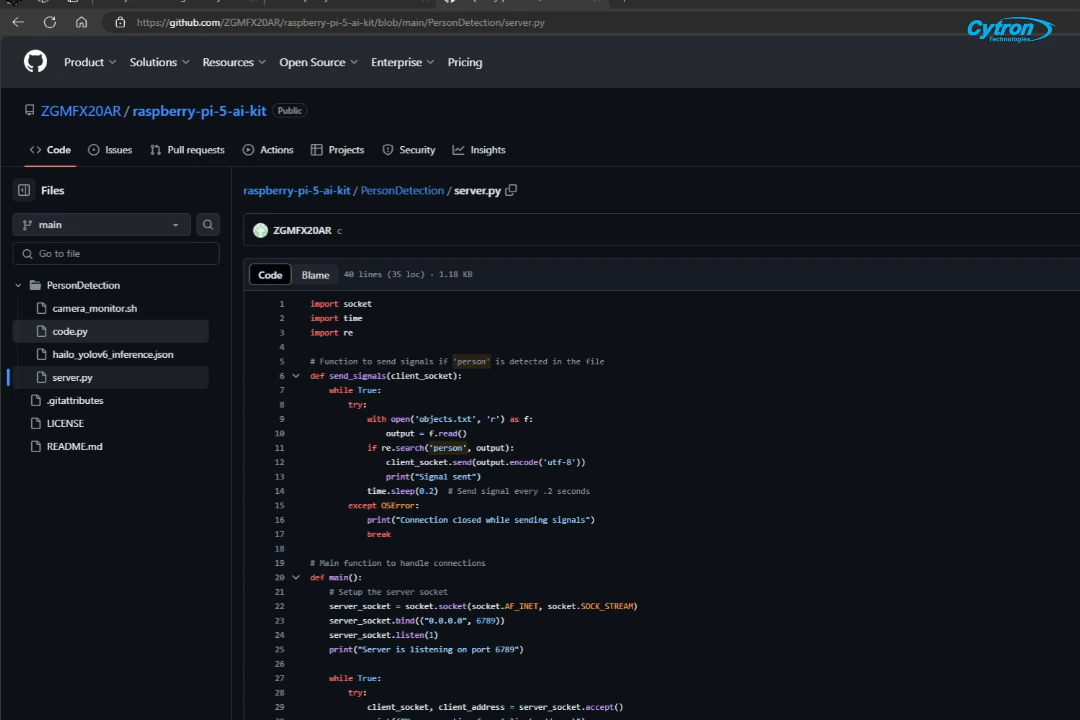 https://github.com/ZGMFX20AR/raspberry-pi-5-ai-kit/blob/main/PersonDetection/server.py
Cytron
Technologies
Product Solutions Resources Open Source Enterprise Pricing
ZGMFX20AR / raspberry-pi-5-ai-kit Public
Code Issues Pull requests Actions Projects Security Insights
Files
main
Go to file
PersonDetection
camera_monitor.sh
code.py
hailo_yolov6_inference.json
server.py
.gitattributes
LICENSE
README.md
raspberry-pi-5-ai-kit / PersonDetection / server.py
ZGMFX20AR c
Code Blame 40 lines (35 loc) · 1.18 KB
1 import socket
2 import time
3 import re
4
5 # Function to send signals if 'person' is detected in the file
6 def send_signals(client_socket):
7 while True:
8 try:
9 with open('objects.txt', 'r') as f:
10 output = f.read()
11 if re.search('person', output):
12 client_socket.send(output.encode('utf-8'))
13 print("Signal sent")
14 time.sleep(0.2) # Send signal every .2 seconds
15 except OSError:
16 print("Connection closed while sending signals")
17 break
18
19 # Main function to handle connections
20 def main():
21 # Setup the server socket
22 server_socket = socket.socket(socket.AF_INET, socket.SOCK_STREAM)
23 server_socket.bind(("0.0.0.0", 6789))
24 server_socket.listen(1)
25 print("Server is listening on port 6789")
26
27 while True:
28 try:
29 client_socket, client_address = server_socket.accept()